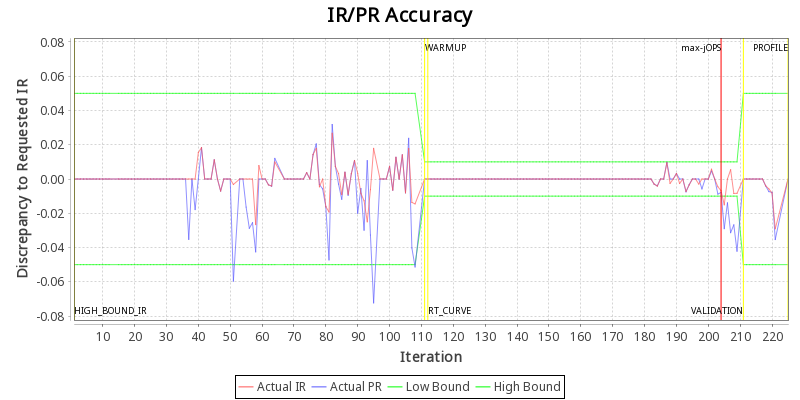 IR/PR Accuracy
Discrepancy to Requested IR
0.08
0.06
0.04
0.02
0.00
-0.02
-0.04
-0.06
-0.08
WARMUP
max-jOPS
PROFILE
HIGH_BOUND_IR
RT_CURVE
VALIDATION
10 20 30 40 50 60 70 80 90 100 110 120 130 140 150 160 170 180 190 200 210 220
Iteration
Actual IR Actual PR Low Bound High Bound